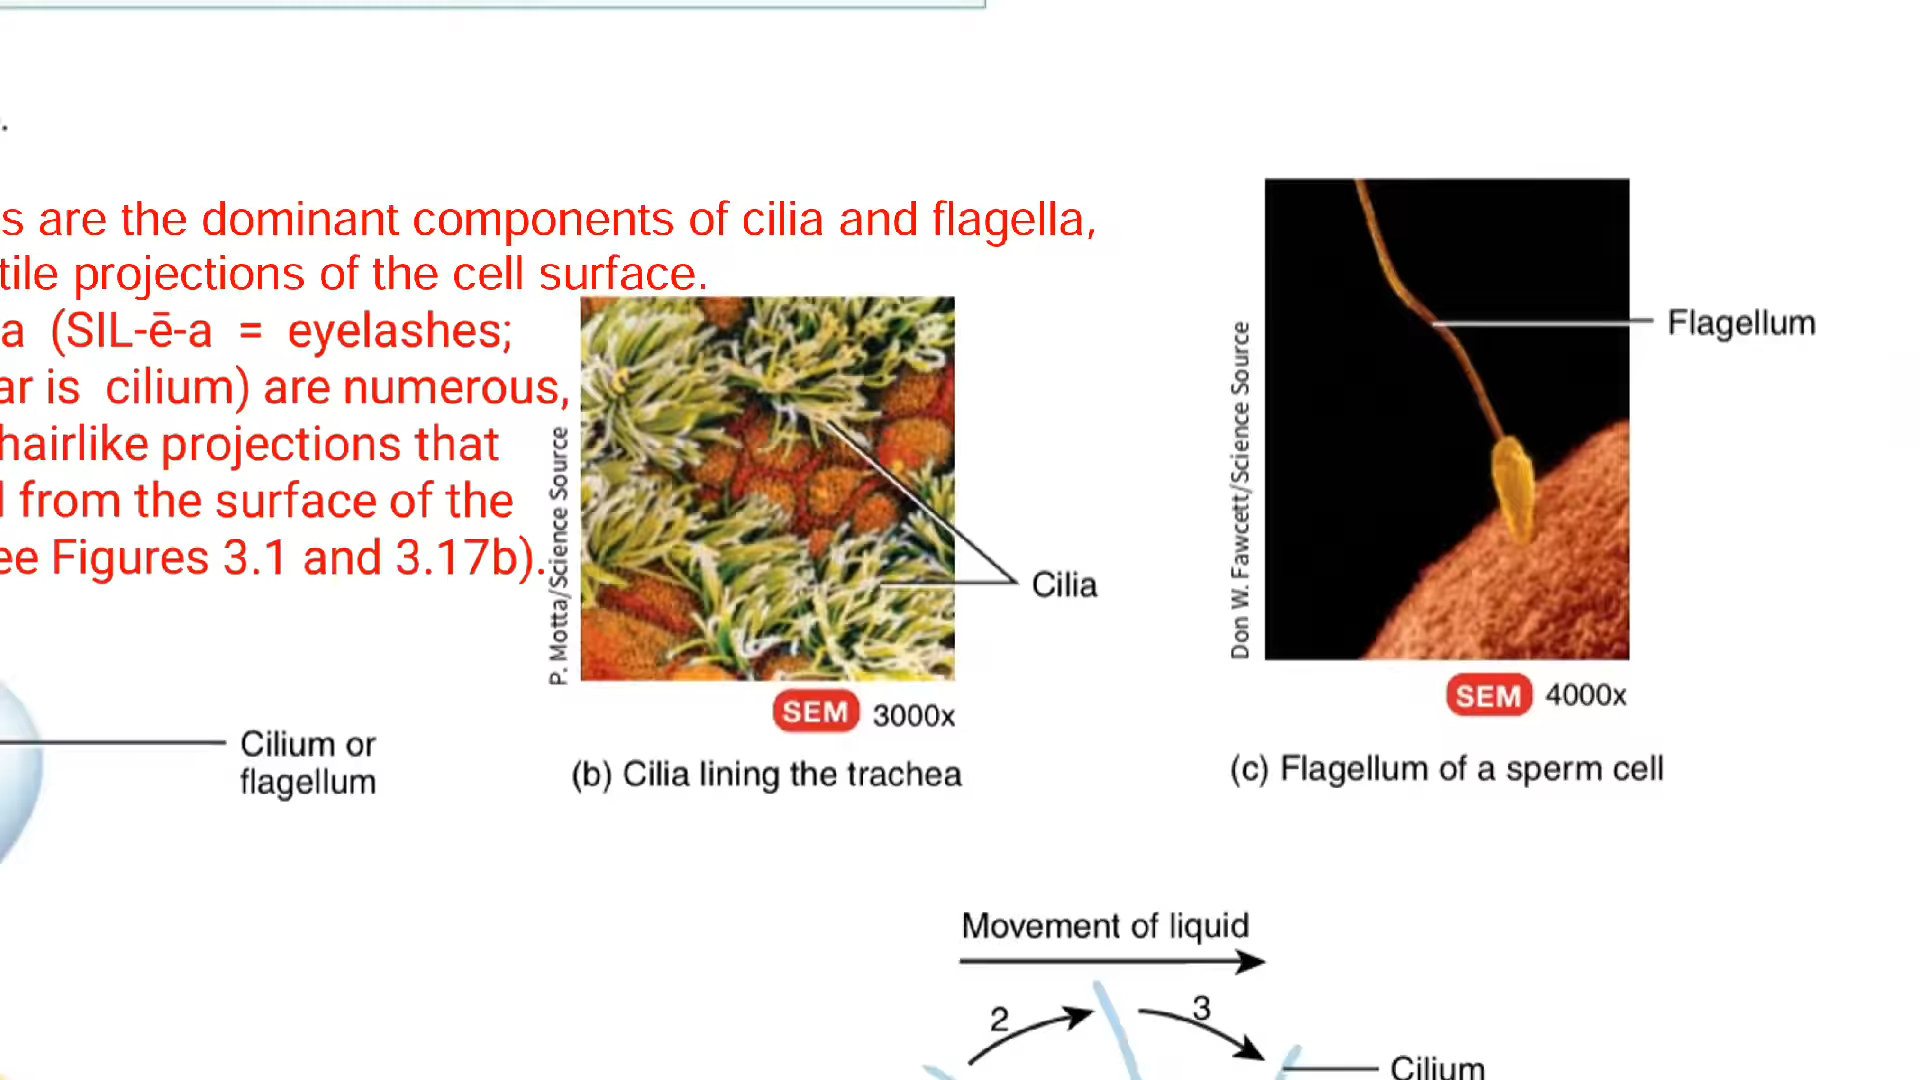 .
s are the dominant components of cilia and flagella,
tile projections of the cell surface.
a (SIL-ē-a = eyelashes;
ar is cilium) are numerous,
hairlike projections that
from the surface of the
ee Figures 3.1 and 3.17b).
P. Motta/Science Source
Cilia
SEM 3000x
(b) Cilia lining the trachea
Don W. Fawcett/Science Source
Flagellum
SEM 4000x
(c) Flagellum of a sperm cell
Cilium or
flagellum
Movement of liquid
2
3
Cilium